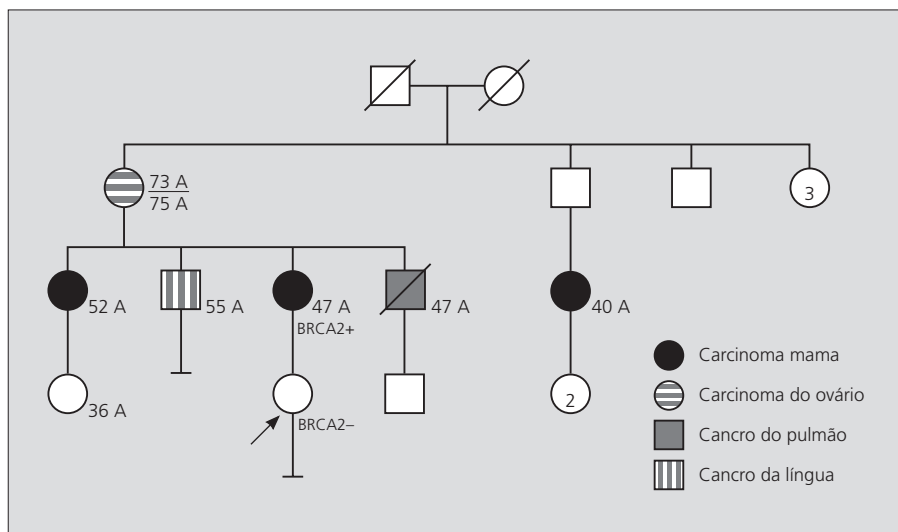 73 A
75 A
3
52 A
55 A
47 A
BRCA2+
47 A
40 A
36 A
BRCA2–
2
Carcinoma mama
Carcinoma do ovário
Cancro do pulmão
Cancro da língua